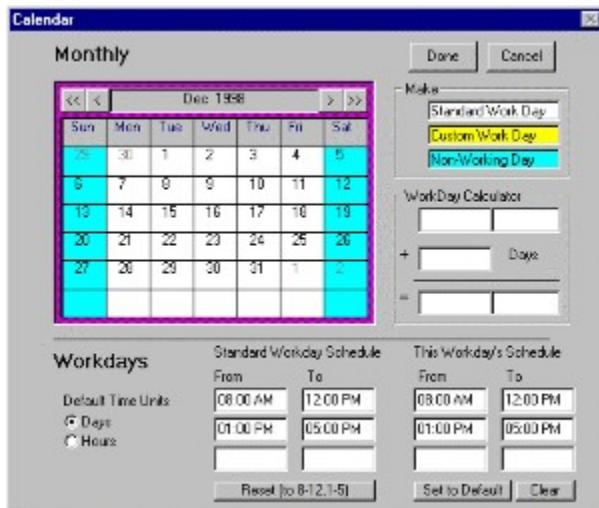 Calendar
Monthly
Done Cancel
<< < Dec 1998 > >>
Sun Mon Tue Wed Thu Fri Sat
29 30 1 2 3 4 5
6 7 8 9 10 11 12
13 14 15 16 17 18 19
20 21 22 23 24 25 26
27 28 29 30 31 1 2
Make
Standard Work Day
Custom Work Day
Non-Working Day
WorkDay Calculator
+ Days
=
Workdays
Default Time Units
Days
Hours
Standard Workday Schedule
From To
08:00 AM 12:00 PM
01:00 PM 05:00 PM
Reset (to 8-12,1-5)
This Workday's Schedule
From To
08:00 AM 12:00 PM
01:00 PM 05:00 PM
Set to Default Clear